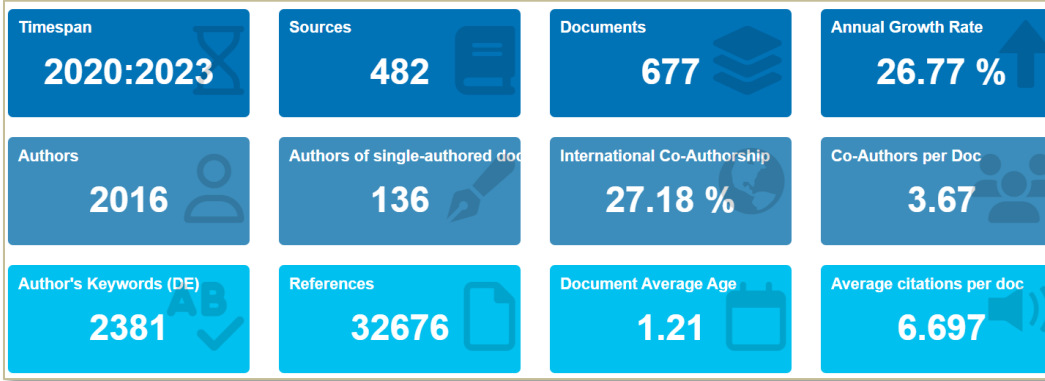 Timespan
2020:2023
Sources
482
Documents
677
Annual Growth Rate
26.77 %
Authors
2016
Authors of single-authored doc
136
International Co-Authorship
27.18 %
Co-Authors per Doc
3.67
Author's Keywords (DE)
AB
2381
References
32676
Document Average Age
1.21
Average citations per doc
6.697